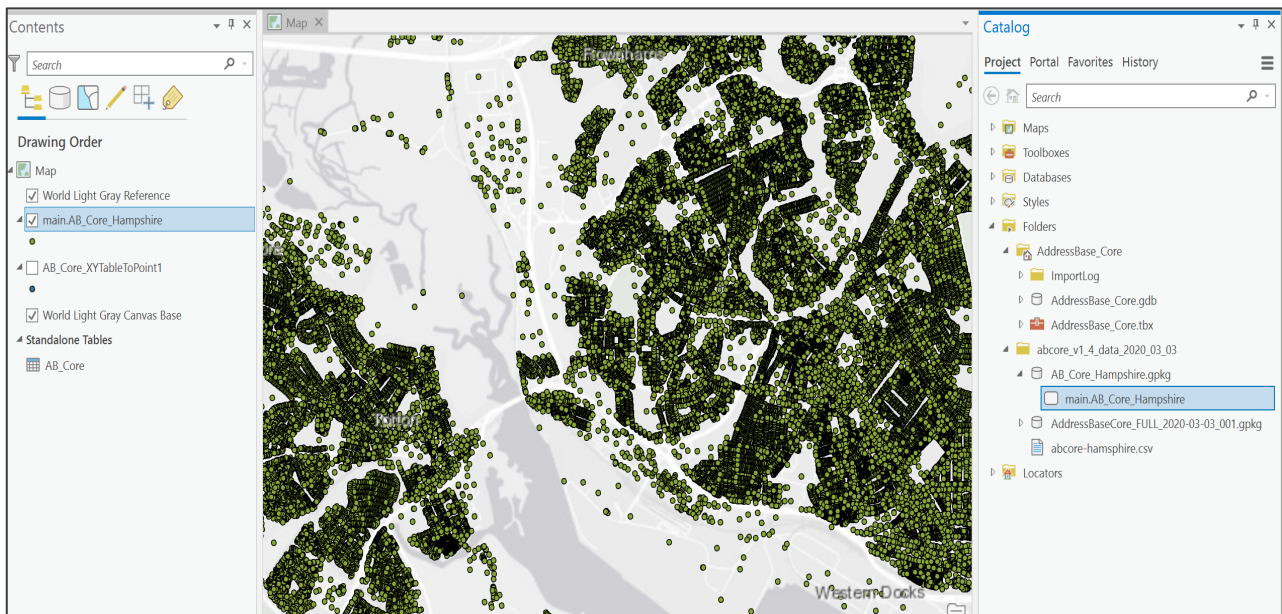 Contents
Search
Drawing Order
Map
World Light Gray Reference
main.AB_Core_Hampshire
AB_Core_XYTableToPoint1
World Light Gray Canvas Base
Standalone Tables
AB_Core
Map
Totton
Western Docks
Catalog
Project Portal Favorites History
Search
Maps
Toolboxes
Databases
Styles
Folders
AddressBase_Core
ImportLog
AddressBase_Core.gdb
AddressBase_Core.tbx
abcore_v1_4_data_2020_03_03
AB_Core_Hampshire.gpkg
main.AB_Core_Hampshire
AddressBaseCore_FULL_2020-03-03_001.gpkg
abcore-hamsphire.csv
Locators